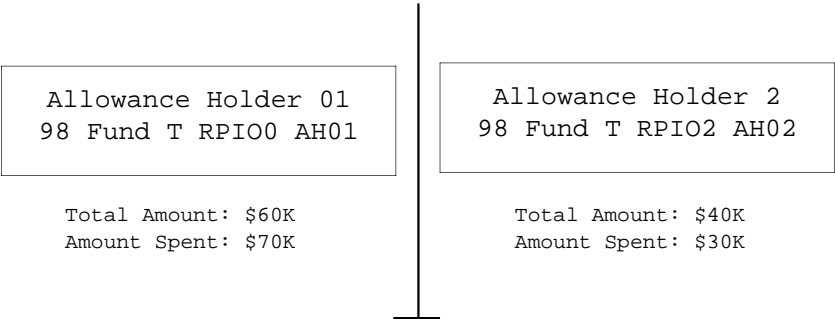 Allowance Holder 01
98 Fund T RPIO0 AH01
Total Amount: $60K
Amount Spent: $70K
Allowance Holder 2
98 Fund T RPIO2 AH02
Total Amount: $40K
Amount Spent: $30K